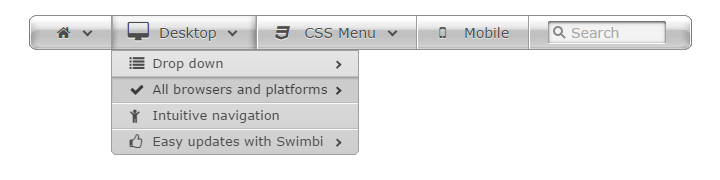 Desktop CSS Menu Mobile Search
Drop down
All browsers and platforms
Intuitive navigation
Easy updates with Swimbi